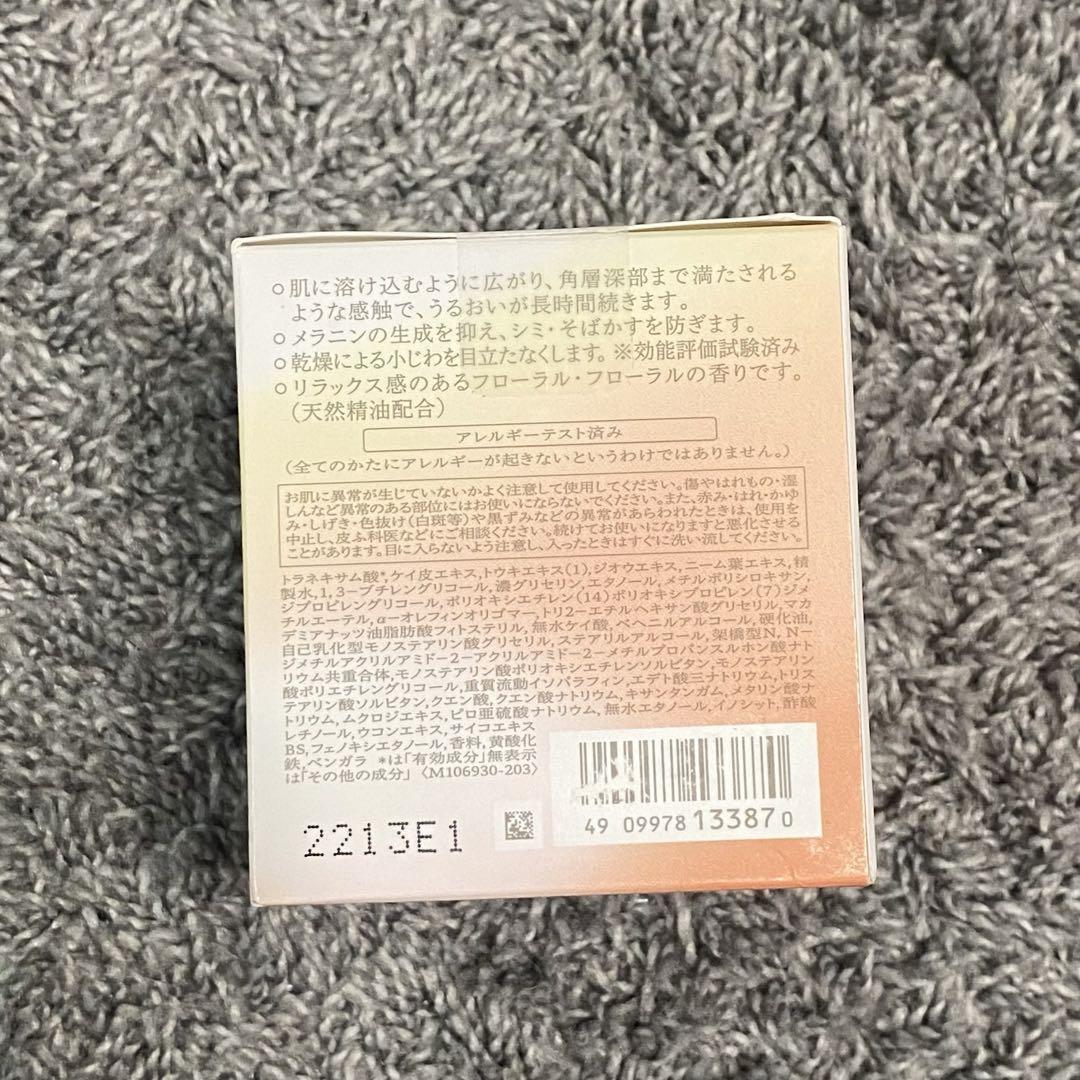 ○肌に溶け込むように広がり、角層深部まで満たされる
ような感触で、うるおいが長時間続きます。
○メラニンの生成を抑え、シミ・そばかすを防ぎます。
○乾燥による小じわを目立たなくします。※効能評価試験済み
○リラックス感のあるフローラル・フローラルの香りです。
(天然精油配合)
アレルギーテスト済み
(全てのかたにアレルギーが起きないというわけではありません。)
お肌に異常が生じていないかよく注意して使用してください。傷やはれもの・湿
しんなど異常のある部位にはお使いにならないでください。また、赤み・はれ・かゆ
み・しげき・色抜け(白斑等)や黒ずみなどの異常があらわれたときは、使用を
中止し、皮ふ科医などにご相談ください。続けてお使いになりますと悪化させる
ことがあります。目に入らないよう注意し、入ったときはすぐに洗い流してください。
トラネキサム酸*,ケイ皮エキス,トウキエキス(1),ジオウエキス,ニーム葉エキス,精
製水,1,3-ブチレングリコール,濃グリセリン,エタノール,メチルポリシロキサン,
ジプロピレングリコール,ポリオキシエチレン(14)ポリオキシプロピレン(7)ジメ
チルエーテル,α-オレフィンオリゴマー,トリ2-エチルヘキサン酸グリセリル,マカ
デミアナッツ油脂肪酸フィトステリル,無水ケイ酸,ベヘニルアルコール,硬化油,
自己乳化型モノステアリン酸グリセリル,ステアリルアルコール,架橋型N,N-
ジメチルアクリルアミド-2-アクリルアミド-2-メチルプロパンスルホン酸ナト
リウム共重合体,モノステアリン酸ポリオキシエチレンソルビタン,モノステアリン
酸ポリエチレングリコール,重質流動イソパラフィン,エデト酸三ナトリウム,トリス
テアリン酸ソルビタン,クエン酸,クエン酸ナトリウム,キサンタンガム,メタリン酸ナ
トリウム,ムクロジエキス,ピロ亜硫酸ナトリウム,無水エタノール,イノシット,酢酸
レチノール,ウコンエキス,サイコエキス
BS,フェノキシエタノール,香料,黄酸化
鉄,ベンガラ *は「有効成分」無表示
は「その他の成分」〈M106930-203〉
2213E1
49 09978 13387 0